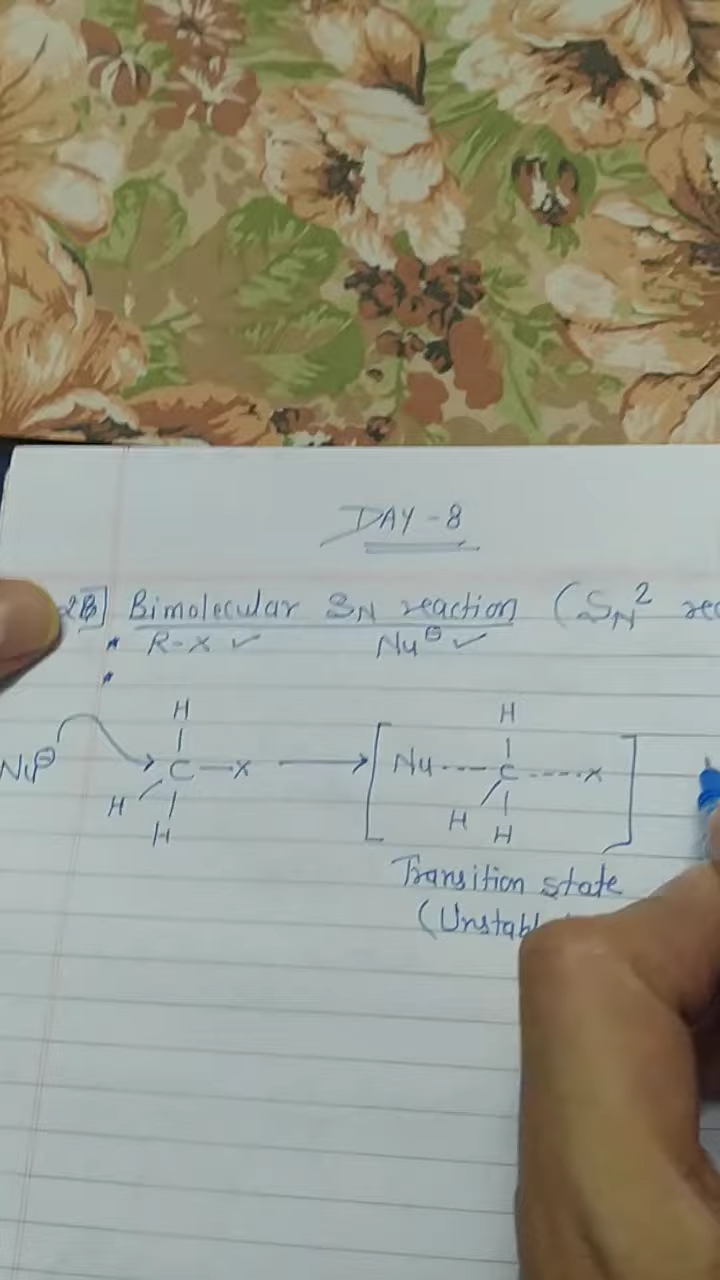 DAY - 8
2B] Bimolecular SN reaction (SN2
R-X ✓ Nu⊖ ✓
H H
Nu⊖ C—X ⟶ [Nu----C----X]
H H H H
Transition state
(Unstabl